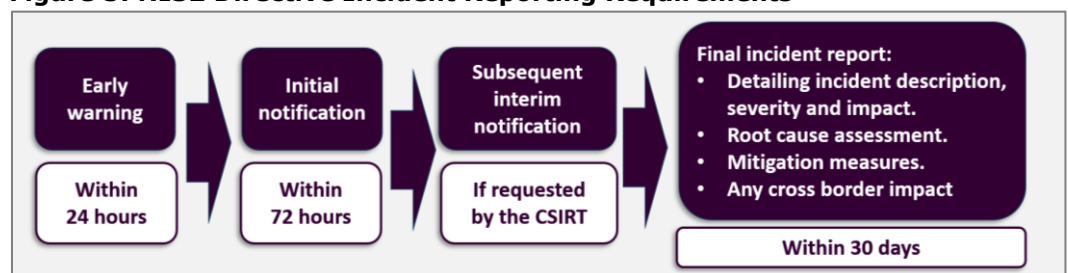 Figure 3: NIS2 Directive Incident Reporting Requirements
Early
warning
Within
24 hours
Initial
notification
Within
72 hours
Subsequent
interim
notification
If requested
by the CSIRT
Final incident report:
• Detailing incident description,
severity and impact.
• Root cause assessment.
• Mitigation measures.
• Any cross border impact
Within 30 days